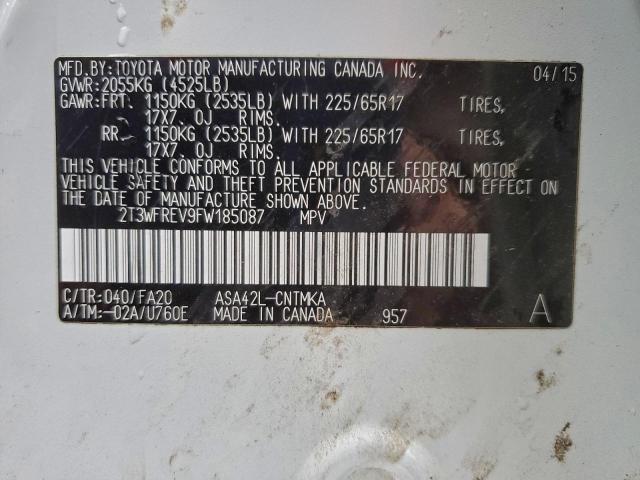 MFD.BY:TOYOTA MOTOR MANUFACTURING CANADA INC. 04/15
GVWR:2055KG (4525LB)
GAWR:FRT. 1150KG (2535LB) WITH 225/65R17 TIRES,
17X7.0J RIMS.
RR. 1150KG (2535LB) WITH 225/65R17 TIRES,
17X7.0J RIMS.
THIS VEHICLE CONFORMS TO ALL APPLICABLE FEDERAL MOTOR
VEHICLE SAFETY AND THEFT PREVENTION STANDARDS IN EFFECT ON
THE DATE OF MANUFACTURE SHOWN ABOVE.
2T3WFREV9FW185087 MPV
C/TR:040/FA20 ASA42L-CNTMKA A
A/TM:-02A/U760E MADE IN CANADA 957